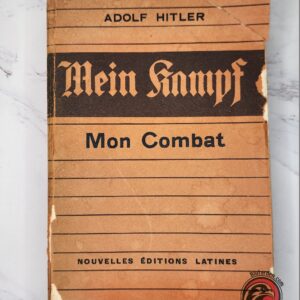 ADOLF HITLER
Mein Kampf
Mon Combat
NOUVELLES ÉDITIONS LATINES